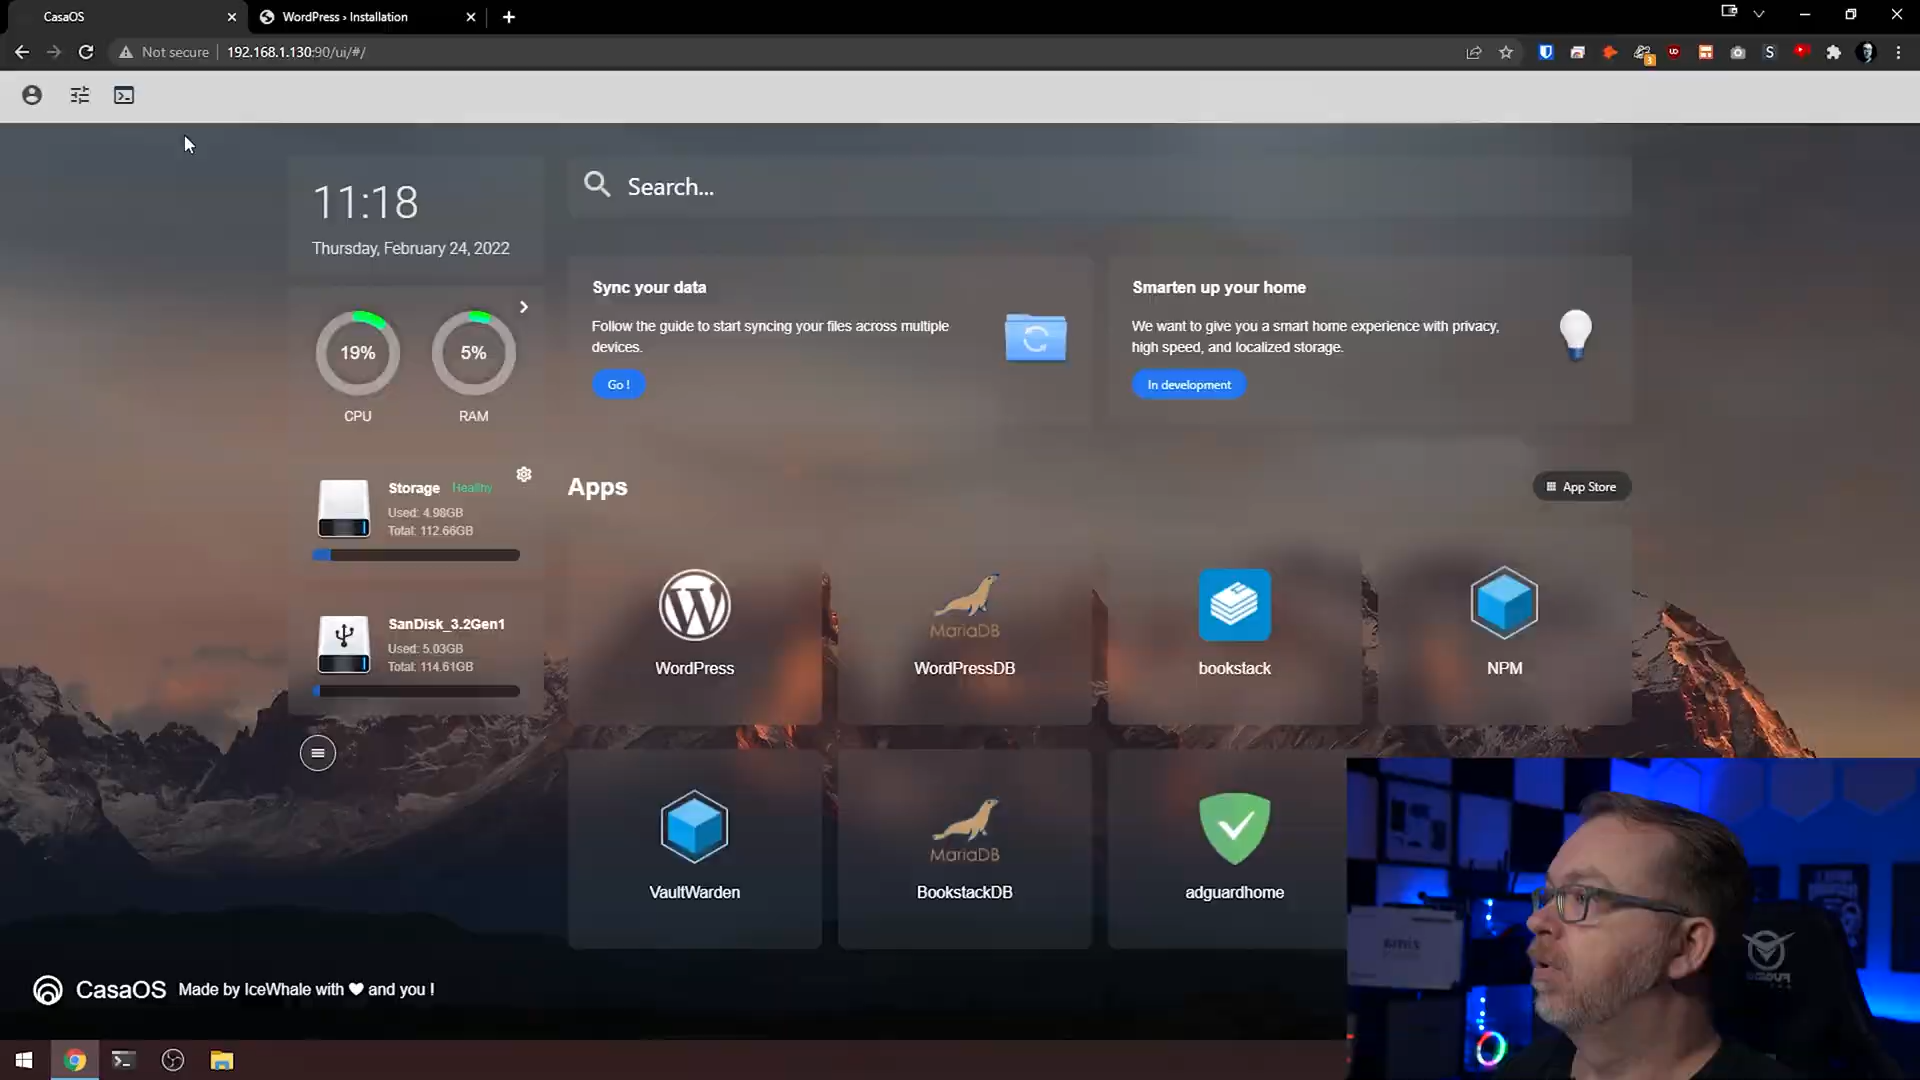 CasaOS
WordPress › Installation
Not secure
192.168.1.130:90/ui/#/
3
S
11:18
Thursday, February 24, 2022
Search...
19%
5%
CPU
RAM
Sync your data
Follow the guide to start syncing your files across multiple
devices.
Go !
Smarten up your home
We want to give you a smart home experience with privacy,
high speed, and localized storage.
In development
Storage
Healthy
Used: 4.98GB
Total: 112.66GB
SanDisk_3.2Gen1
Used: 5.03GB
Total: 114.61GB
Apps
App Store
WordPress
MariaDB
WordPressDB
bookstack
NPM
VaultWarden
MariaDB
BookstackDB
adguardhome
CasaOS
Made by IceWhale with ❤ and you !